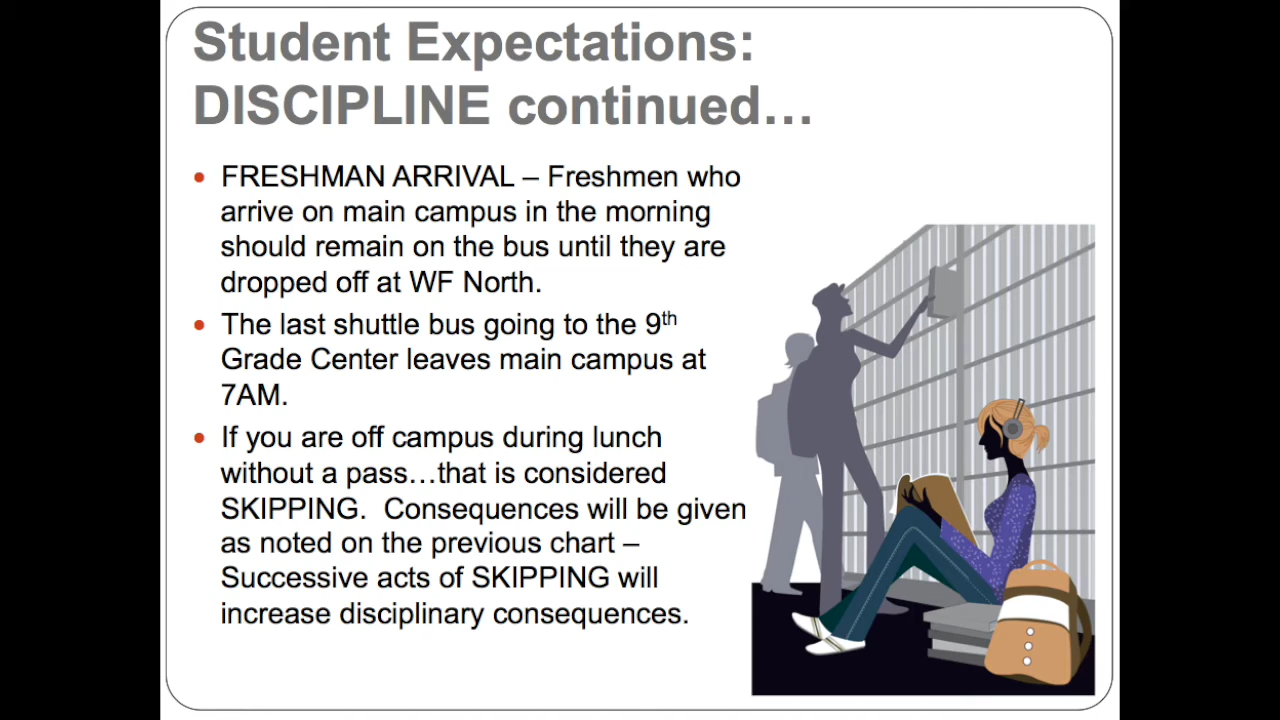 Student Expectations:
DISCIPLINE continued…
• FRESHMAN ARRIVAL – Freshmen who
arrive on main campus in the morning
should remain on the bus until they are
dropped off at WF North.
• The last shuttle bus going to the 9th
Grade Center leaves main campus at
7AM.
• If you are off campus during lunch
without a pass…that is considered
SKIPPING.  Consequences will be given
as noted on the previous chart –
Successive acts of SKIPPING will
increase disciplinary consequences.